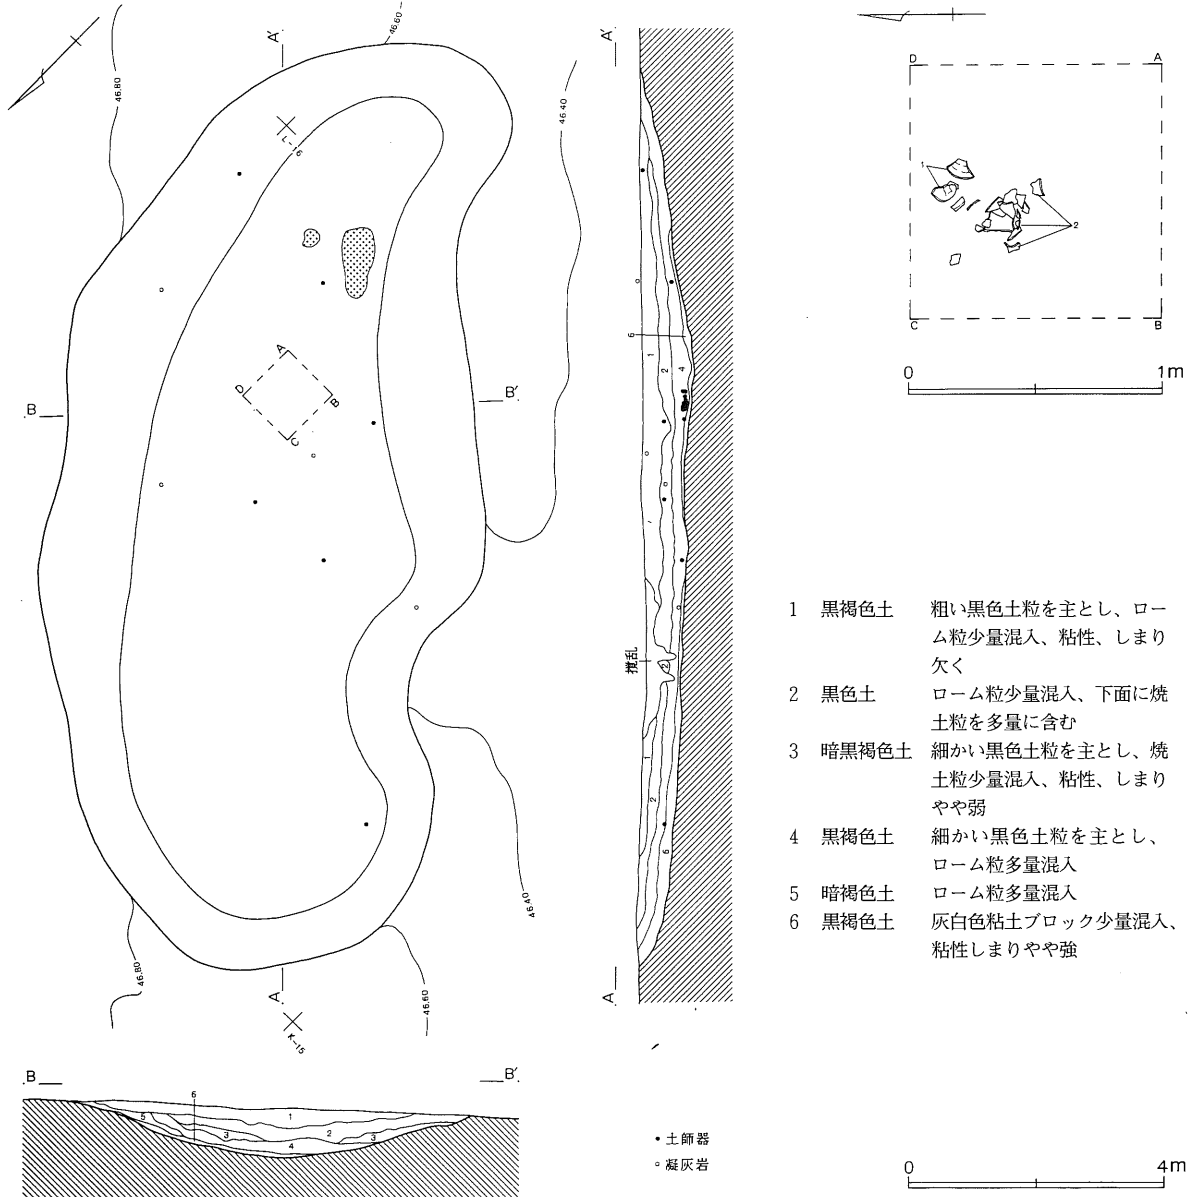 46.60
A′
A′
46.80
46.40
L-16
D
A
1
2
C
B
0
1m
A
D
B
C
B
B′
6
1
2
4
撹乱
2
1
2
6
1 黒褐色土 粗い黒色土粒を主とし、ロー
ム粒少量混入、粘性、しまり
欠く
2 黒色土 ローム粒少量混入、下面に焼
土粒を多量に含む
3 暗黒褐色土 細かい黒色土粒を主とし、焼
土粒少量混入、粘性、しまり
やや弱
4 黒褐色土 細かい黒色土粒を主とし、
ローム粒多量混入
5 暗褐色土 ローム粒多量混入
6 黒褐色土 灰白色粘土ブロック少量混入、
粘性しまりやや強
46.40
46.80
46.60
A
A
K-15
B
B′
6
5
1
3
2
3
4
• 土師器
○ 凝灰岩
0
4m